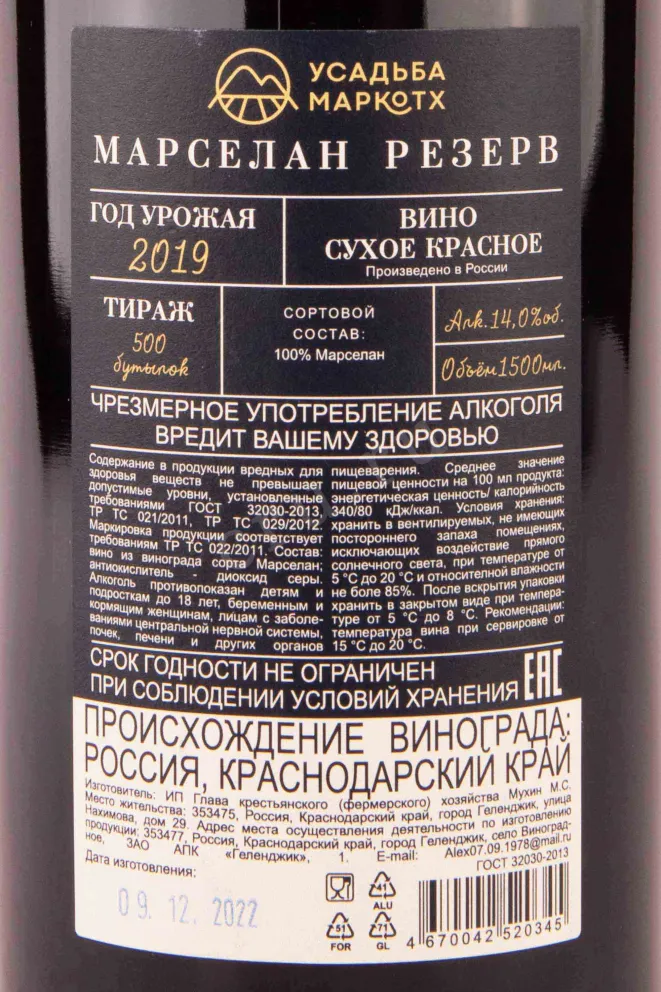 УСАДЬБА
МАРКОТХ
МАРСЕЛАН РЕЗЕРВ
ГОД УРОЖАЯ
2019
ВИНО
СУХОЕ КРАСНОЕ
Произведено в России
ТИРАЖ
500
бутылок
СОРТОВОЙ
СОСТАВ:
100% Марселан
Алк.14,0%об.
Объём1500мл.
ЧРЕЗМЕРНОЕ УПОТРЕБЛЕНИЕ АЛКОГОЛЯ
ВРЕДИТ ВАШЕМУ ЗДОРОВЬЮ
Содержание в продукции вредных для
здоровья веществ не превышает
допустимые уровни, установленные
требованиями ГОСТ 32030-2013,
ТР ТС 021/2011, ТР ТС 029/2012.
Маркировка продукции соответствует
требованиям ТР ТС 022/2011. Состав:
вино из винограда сорта Марселан;
антиокислитель - диоксид серы.
Алкоголь противопоказан детям и
подросткам до 18 лет, беременным и
кормящим женщинам, лицам с заболе-
ваниями центральной нервной системы,
почек, печени и других органов
пищеварения. Среднее значение
пищевой ценности на 100 мл продукта:
энергетическая ценность/ калорийность
340/80 кДж/ккал. Условия хранения:
хранить в вентилируемых, не имеющих
постороннего запаха помещениях,
исключающих воздействие прямого
солнечного света, при температуре от
5 °С до 20 °С и относительной влажности
не более 85%. После вскрытия упаковки
хранить в закрытом виде при темпера-
туре от 5 °С до 8 °С. Рекомендации:
температура вина при сервировке от
15 °С до 20 °С.
СРОК ГОДНОСТИ НЕ ОГРАНИЧЕН
ПРИ СОБЛЮДЕНИИ УСЛОВИЙ ХРАНЕНИЯ
EAC
ПРОИСХОЖДЕНИЕ ВИНОГРАДА:
РОССИЯ, КРАСНОДАРСКИЙ КРАЙ
Изготовитель: ИП Глава крестьянского (фермерского) хозяйства Мухин М.С.
Место жительства: 353475, Россия, Краснодарский край, город Геленджик, улица
Нахимова, дом 29. Адрес места осуществления деятельности по изготовлению
продукции: 353477, Россия, Краснодарский край, город Геленджик, село Виноград-
ное, ЗАО АПК «Геленджик», 1. E-mail: Alex07.09.1978@mail.ru
ГОСТ 32030-2013
Дата изготовления:
09. 12. 2022
41
ALU
51
FOR
71
GL
4 670042 520345